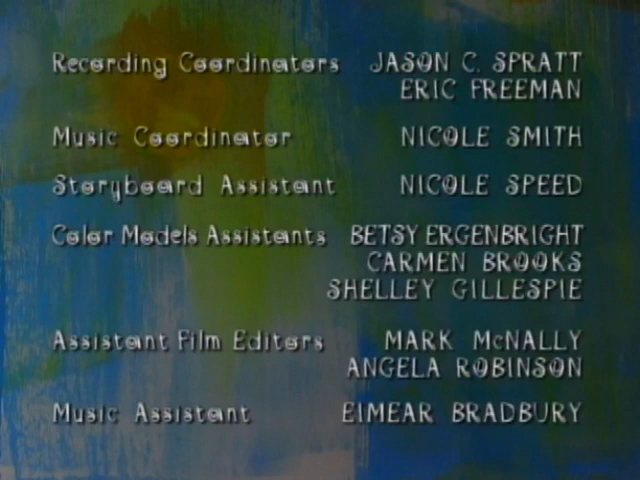 Recording Coordinators JASON C. SPRATT
ERIC FREEMAN
Music Coordinator NICOLE SMITH
Storyboard Assistant NICOLE SPEED
Color Models Assistants BETSY ERGENBRIGHT
CARMEN BROOKS
SHELLEY GILLESPIE
Assistant Film Editors MARK McNALLY
ANGELA ROBINSON
Music Assistant EIMEAR BRADBURY